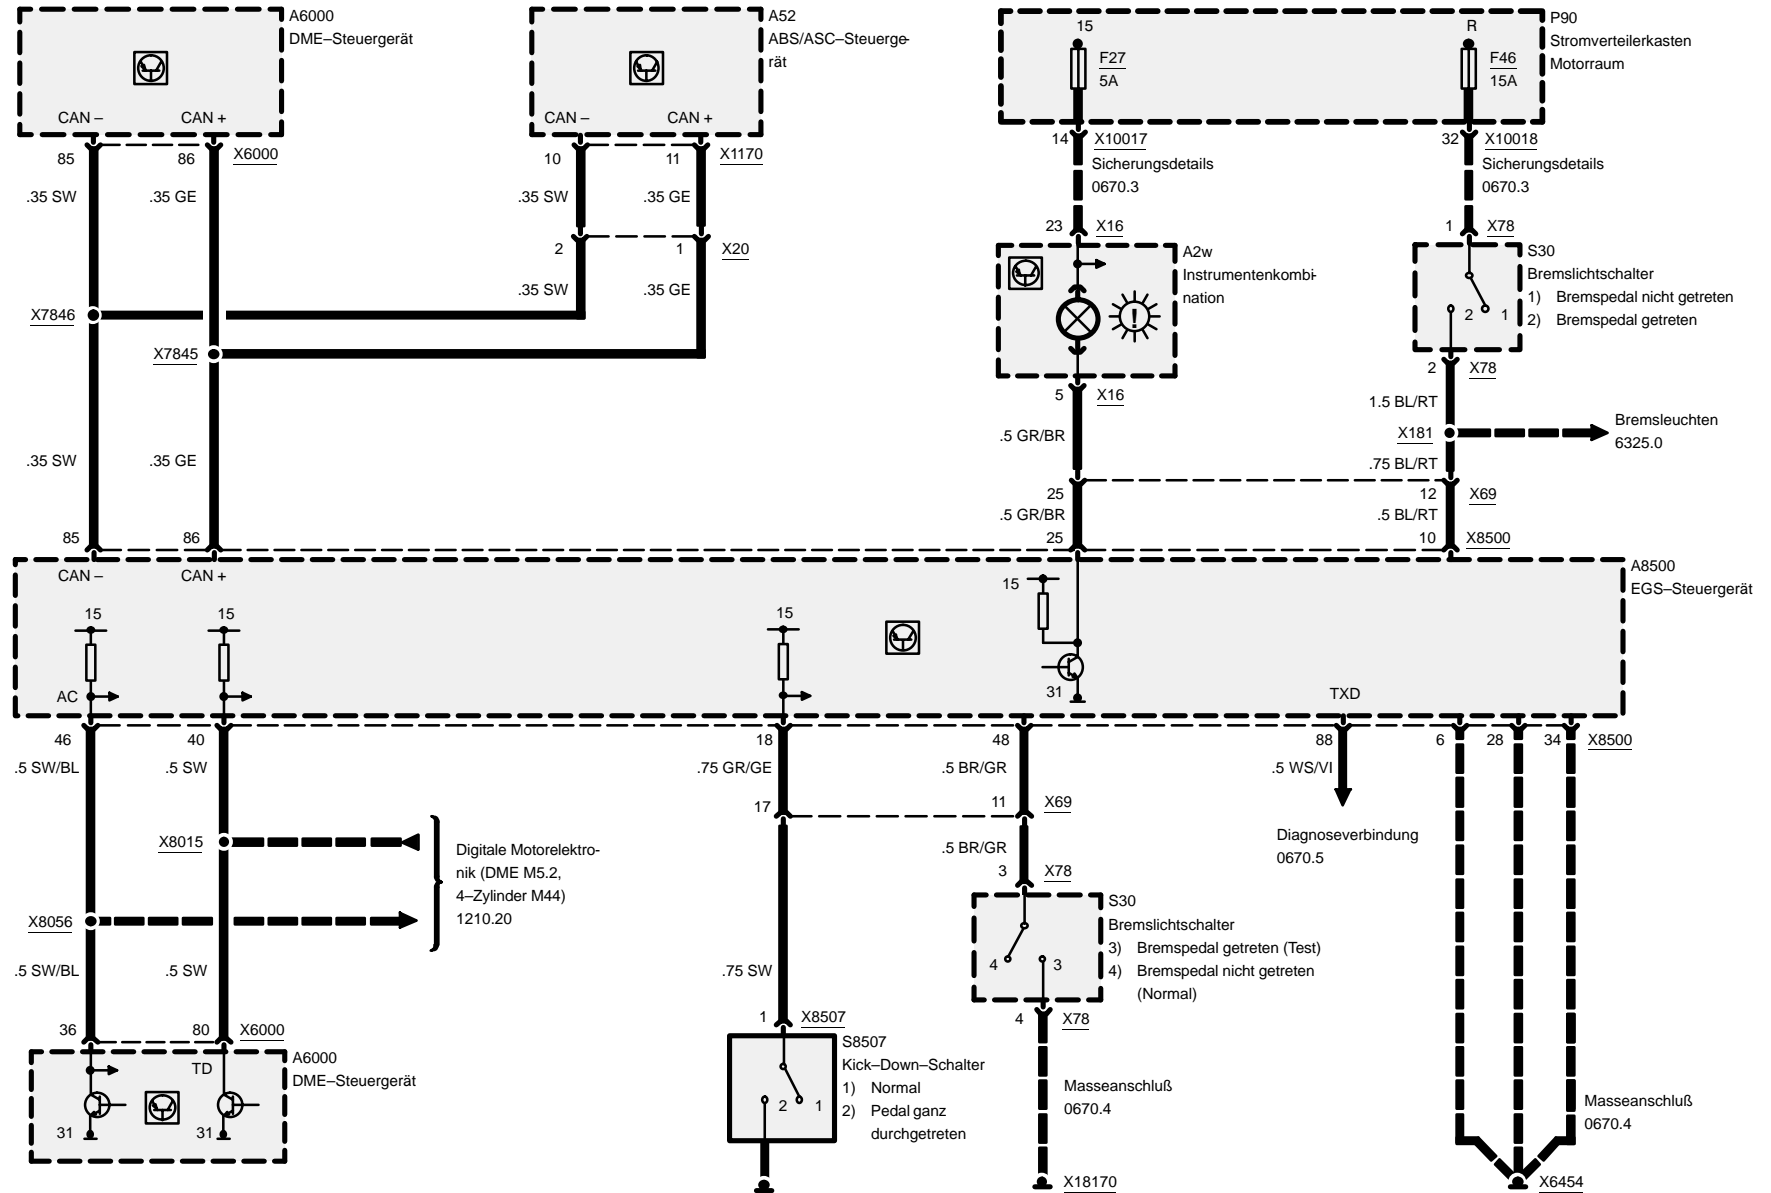 A6000
DME–Steuergerät
CAN –
CAN +
85
86
X6000
.35 SW
.35 GE
A52
ABS/ASC–Steuerge-
rät
CAN –
CAN +
10
11
X1170
.35 SW
.35 GE
2
1
X20
.35 SW
.35 GE
X7846
X7845
.35 SW
.35 GE
85
86
P90
Stromverteilerkasten
Motorraum
15
F27
5A
R
F46
15A
14
X10017
Sicherungsdetails
0670.3
32
X10018
Sicherungsdetails
0670.3
23
X16
A2w
Instrumentenkombi-
nation
5
X16
.5 GR/BR
25
.5 GR/BR
25
1
X78
S30
Bremslichtschalter
1) Bremspedal nicht getreten
2) Bremspedal getreten
2
1
2
X78
1.5 BL/RT
X181
Bremsleuchten
6325.0
.75 BL/RT
12
X69
.5 BL/RT
10
X8500
A8500
EGS–Steuergerät
CAN –
CAN +
15
15
15
15
AC
31
TXD
46
40
18
48
88
6
28
34
X8500
.5 SW/BL
.5 SW
.75 GR/GE
.5 BR/GR
.5 WS/VI
17
11
X69
X8015
X8056
Digitale Motorelektro-
nik (DME M5.2,
4–Zylinder M44)
1210.20
Diagnoseverbindung
0670.5
.5 BR/GR
3
X78
S30
Bremslichtschalter
3) Bremspedal getreten (Test)
4) Bremspedal nicht getreten
(Normal)
4
3
.5 SW/BL
.5 SW
.75 SW
36
80
X6000
A6000
DME–Steuergerät
TD
31
31
1
X8507
S8507
Kick–Down–Schalter
1) Normal
2) Pedal ganz
durchgetreten
2
1
4
X78
Masseanschluß
0670.4
X18170
Masseanschluß
0670.4
X6454